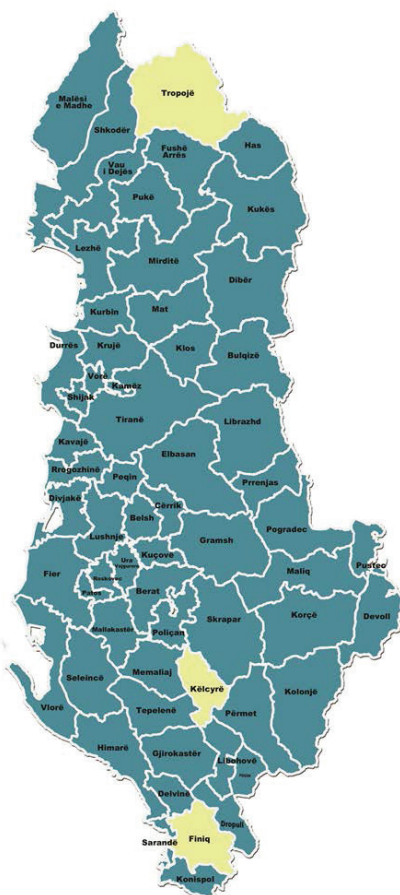 Tropojë
Malësi
e Madhe
Shkodër
Has
Fushë
Arrës
Vau
i Dejës
Pukë
Kukës
Lezhë
Mirditë
Dibër
Mat
Kurbin
Durrës
Krujë
Klos
Bulqizë
Vorë
Kamëz
Shijak
Tiranë
Librazhd
Kavajë
Elbasan
Rrogozhinë
Peqin
Prrenjas
Divjakë
Cërrik
Belsh
Pogradec
Lushnje
Gramsh
Ura
Kuçovë
Pusteo
Fier
Maliq
Roskovec
Berat
Patos
Skrapar
Korçë
Devoll
Mallakastër
Poliçan
Memaliaj
Këlcyrë
Kolonjë
Seleincë
Vlorë
Tepelenë
Përmet
Himarë
Gjirokastër
Libohovë
Delvinë
Dropull
Sarandë
Finiq
Konispol